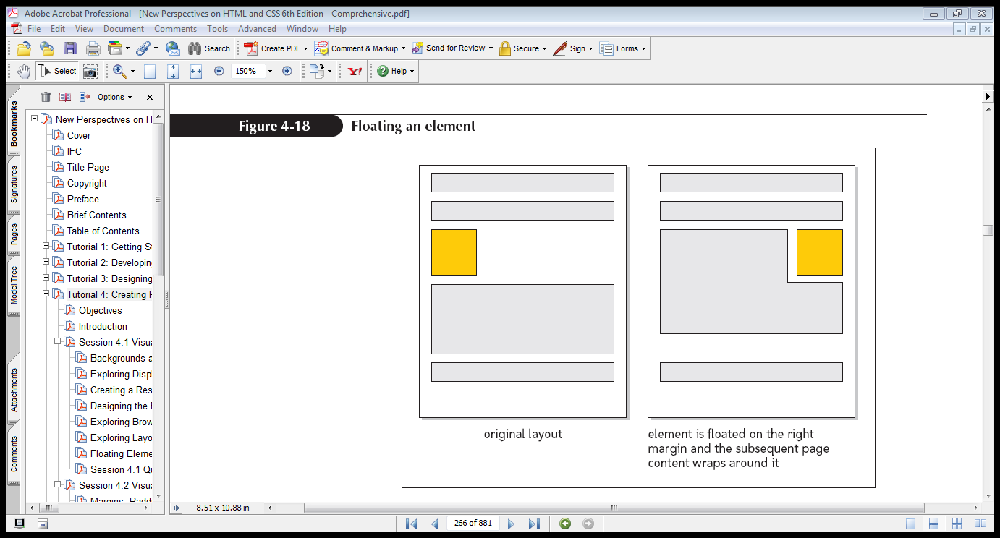 Adobe Acrobat Professional - [New Perspectives on HTML and CSS 6th Edition - Comprehensive.pdf]
File Edit View Document Comments Tools Advanced Window Help
Search Create PDF Comment & Markup Send for Review Secure Sign Forms
Select 150% Y! Help
Options
Bookmarks
Signatures
Pages
Model Tree
Attachments
Comments
New Perspectives on H
Cover
IFC
Title Page
Copyright
Preface
Brief Contents
Table of Contents
Tutorial 1: Getting S
Tutorial 2: Developin
Tutorial 3: Designing
Tutorial 4: Creating
Objectives
Introduction
Session 4.1 Visu
Backgrounds a
Exploring Disp
Creating a Res
Designing the
Exploring Brow
Exploring Layo
Floating Eleme
Session 4.1 Q
Session 4.2 Visu
Margins, Padd
Figure 4-18 Floating an element
original layout
element is floated on the right
margin and the subsequent page
content wraps around it
8.51 x 10.88 in
266 of 881